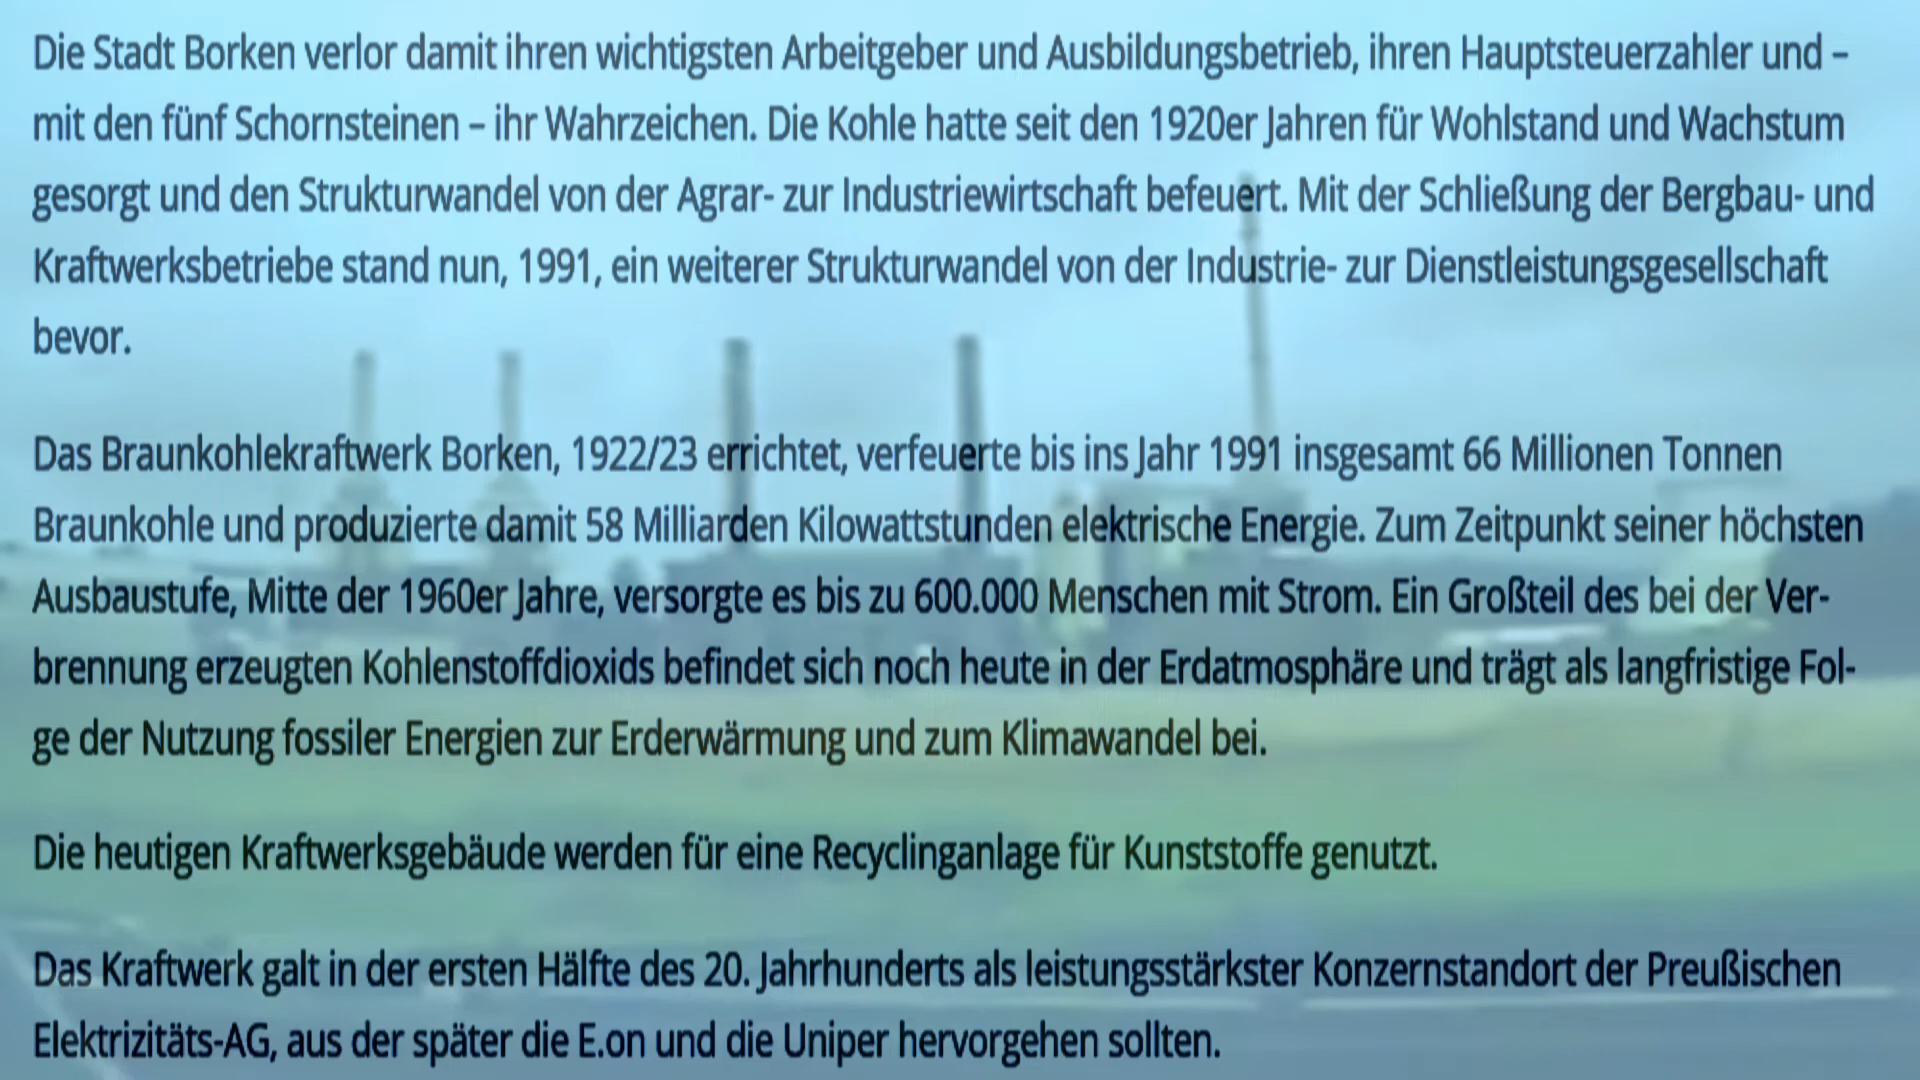 Die Stadt Borken verlor damit ihren wichtigsten Arbeitgeber und Ausbildungsbetrieb, ihren Hauptsteuerzahler und –
mit den fünf Schornsteinen – ihr Wahrzeichen. Die Kohle hatte seit den 1920er Jahren für Wohlstand und Wachstum
gesorgt und den Strukturwandel von der Agrar- zur Industriewirtschaft befeuert. Mit der Schließung der Bergbau- und
Kraftwerksbetriebe stand nun, 1991, ein weiterer Strukturwandel von der Industrie- zur Dienstleistungsgesellschaft
bevor.
Das Braunkohlekraftwerk Borken, 1922/23 errichtet, verfeuerte bis ins Jahr 1991 insgesamt 66 Millionen Tonnen
Braunkohle und produzierte damit 58 Milliarden Kilowattstunden elektrische Energie. Zum Zeitpunkt seiner höchsten
Ausbaustufe, Mitte der 1960er Jahre, versorgte es bis zu 600.000 Menschen mit Strom. Ein Großteil des bei der Ver-
brennung erzeugten Kohlenstoffdioxids befindet sich noch heute in der Erdatmosphäre und trägt als langfristige Fol-
ge der Nutzung fossiler Energien zur Erderwärmung und zum Klimawandel bei.
Die heutigen Kraftwerksgebäude werden für eine Recyclinganlage für Kunststoffe genutzt.
Das Kraftwerk galt in der ersten Hälfte des 20. Jahrhunderts als leistungsstärkster Konzernstandort der Preußischen
Elektrizitäts-AG, aus der später die E.on und die Uniper hervorgehen sollten.